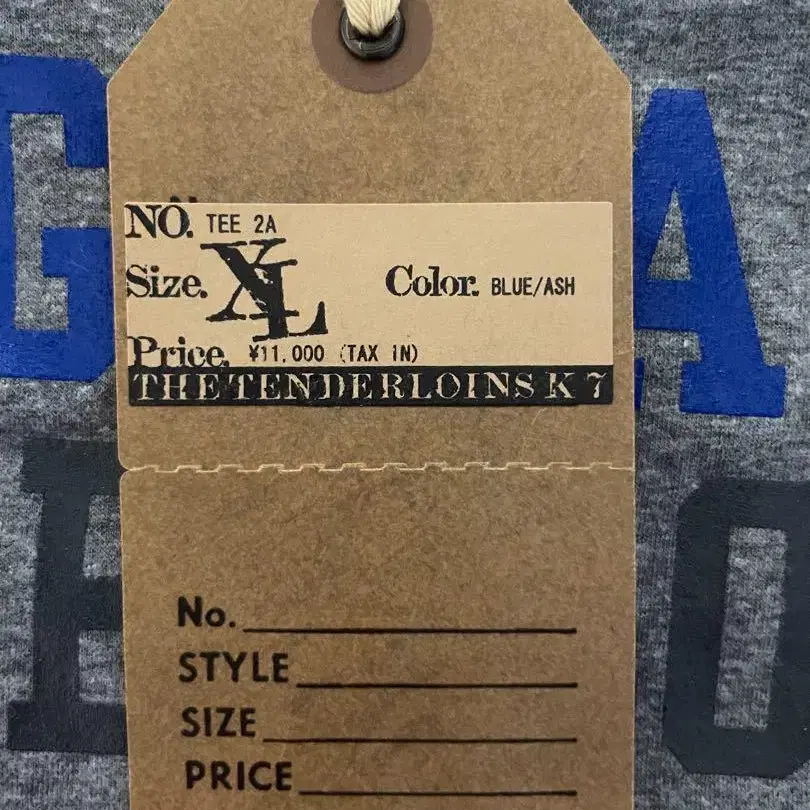 G A
NO. TEE 2A
Size. XL Color. BLUE/ASH
Price. ¥11,000 (TAX IN)
THE TENDERLOINS K 7
O
No.
STYLE
SIZE
PRICE